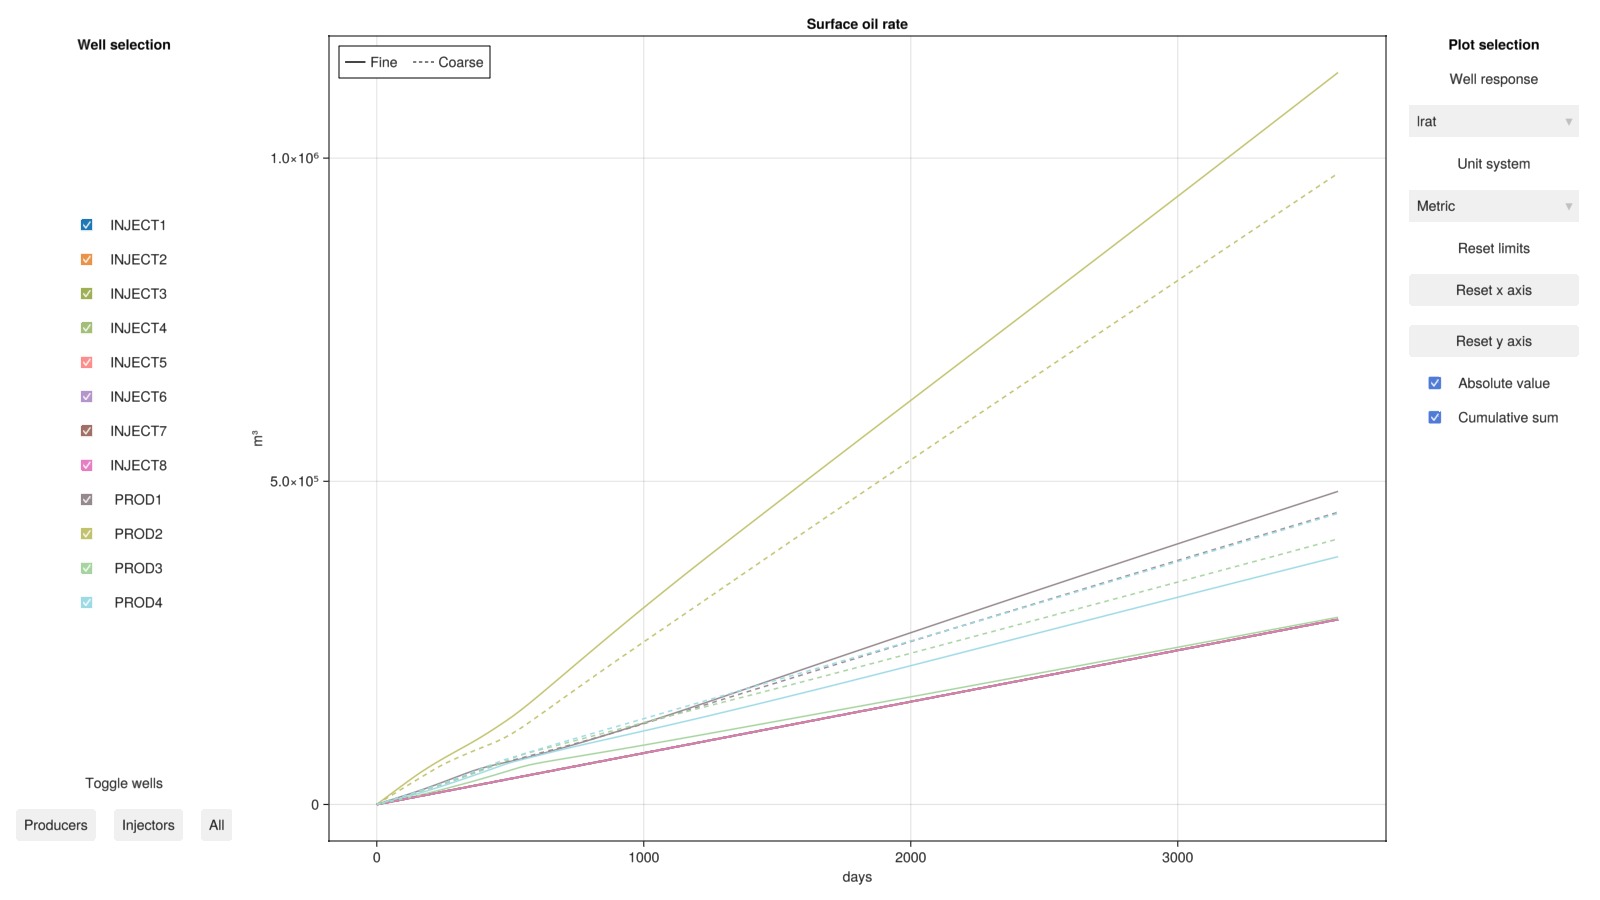 Well selection
INJECT1
INJECT2
INJECT3
INJECT4
INJECT5
INJECT6
INJECT7
INJECT8
PROD1
PROD2
PROD3
PROD4
Toggle wells
Producers Injectors All
Surface oil rate
Fine Coarse
1.0×10⁶
5.0×10⁵
0
m³
0 1000 2000 3000
days
Plot selection
Well response
lrat
Unit system
Metric
Reset limits
Reset x axis
Reset y axis
Absolute value
Cumulative sum